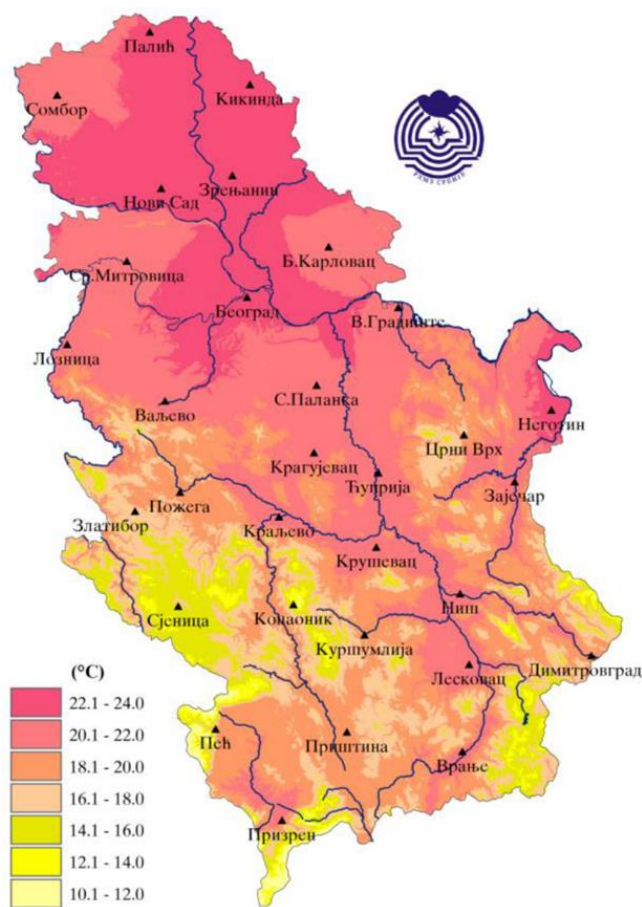 Палић
Кикинда
Сомбор
Зрењанин
Нови Сад
Б.Карловац
Ср.Митровица
Београд
В.Градиште
Лозница
С.Паланка
Ваљево
Неготин
Црни Врх
Крагујевац
Ћуприја
Зајечар
Пожега
Златибор
Краљево
Крушевац
Ниш
Копаоник
Сјеница
Куршумлија
Димитровград
Лесковац
(°C)
22.1 - 24.0
20.1 - 22.0
18.1 - 20.0
16.1 - 18.0
14.1 - 16.0
12.1 - 14.0
10.1 - 12.0
Пећ
Приштина
Врање
Призрен
РХМЗ СРБИЈЕ